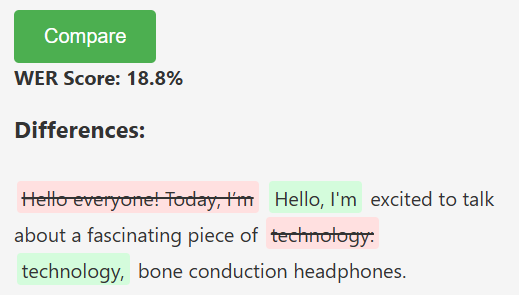 Compare
WER Score: 18.8%
Differences:
Hello everyone! Today, I’m Hello, I'm excited to talk
about a fascinating piece of technology:
technology, bone conduction headphones.